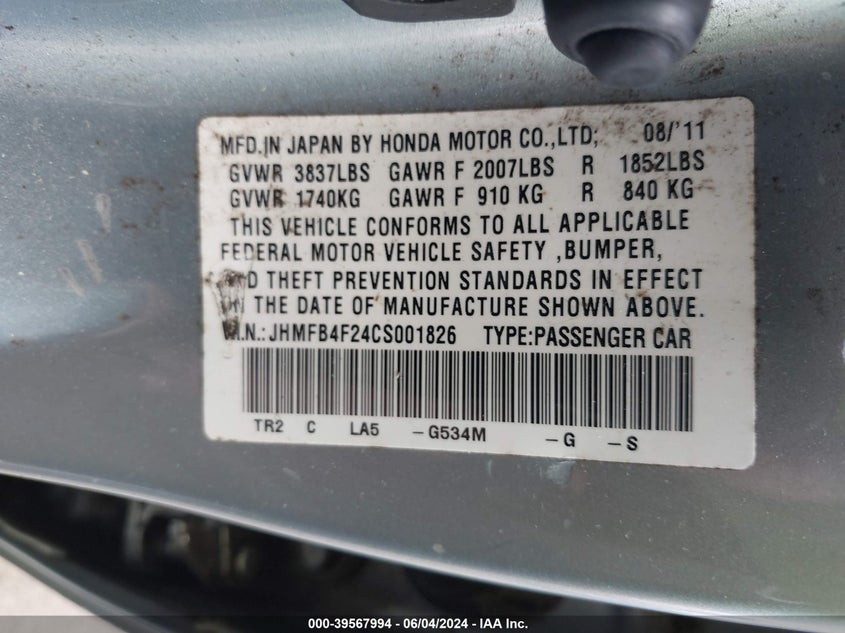 MFD.IN JAPAN BY HONDA MOTOR CO.,LTD; 08/'11
GVWR 3837LBS GAWR F 2007LBS R 1852LBS
GVWR 1740KG GAWR F 910 KG R 840 KG
THIS VEHICLE CONFORMS TO ALL APPLICABLE
FEDERAL MOTOR VEHICLE SAFETY ,BUMPER,
THEFT PREVENTION STANDARDS IN EFFECT
THE DATE OF MANUFACTURE SHOWN ABOVE.
V.I.N.:JHMFB4F24CS001826 TYPE:PASSENGER CAR
TR2 C LA5 -G534M -G -S
000-39567994 - 06/04/2024 - IAA Inc.